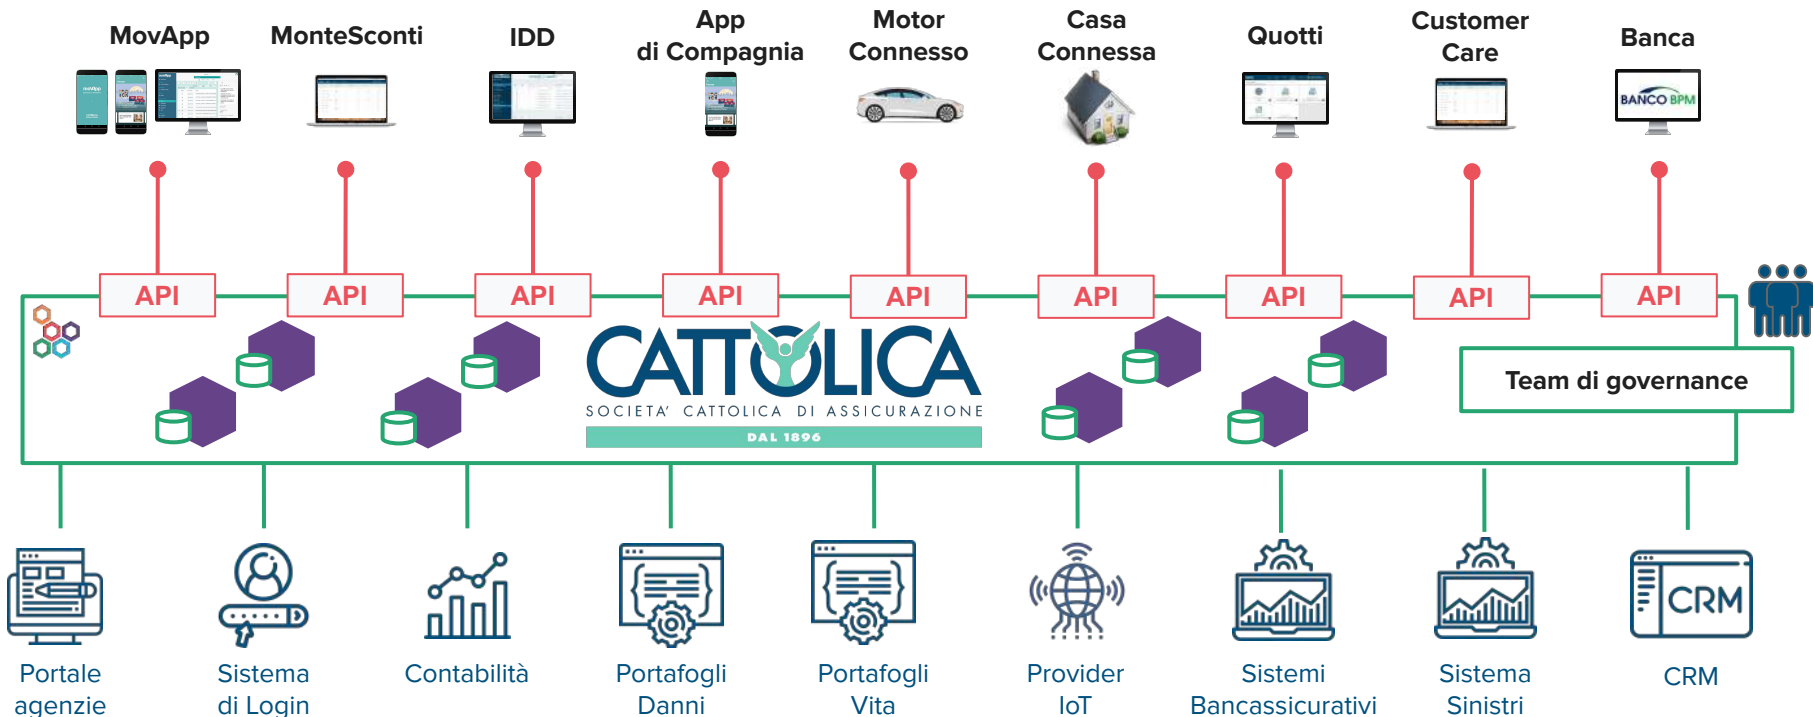 MovApp
MonteSconti
IDD
App
di Compagnia
Motor
Connesso
Casa
Connessa
Quotti
Customer
Care
Banca
BANCO BPM
API
API
API
API
API
API
API
API
API
CATTOLICA
SOCIETA' CATTOLICA DI ASSICURAZIONE
DAL 1896
Team di governance
CRM
Portale
agenzie
Sistema
di Login
Contabilità
Portafogli
Danni
Portafogli
Vita
Provider
IoT
Sistemi
Bancassicurativi
Sistema
Sinistri
CRM